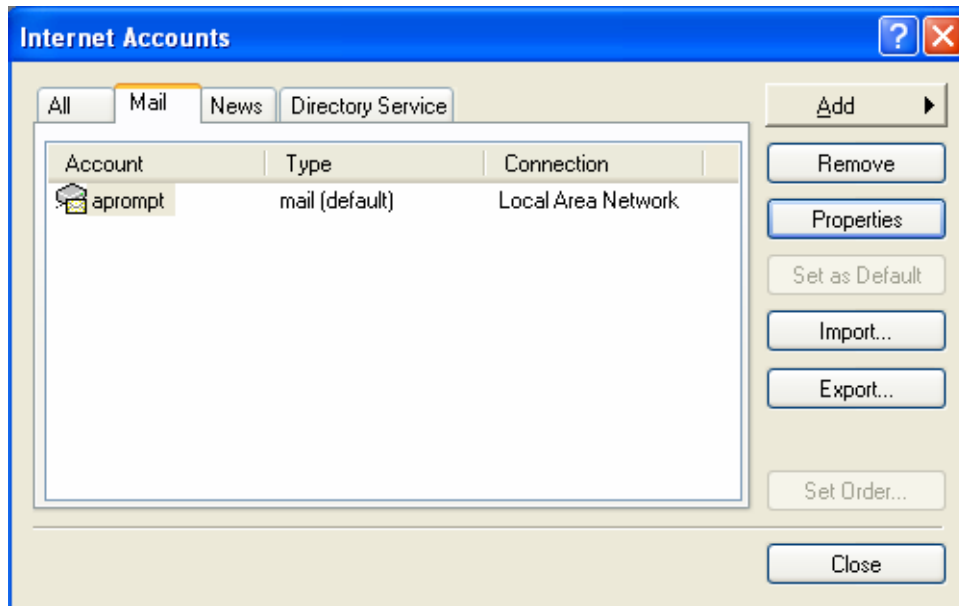 Internet Accounts
All Mail News Directory Service
Add
Account Type Connection
Remove
aprompt mail (default) Local Area Network
Properties
Set as Default
Import...
Export...
Set Order...
Close